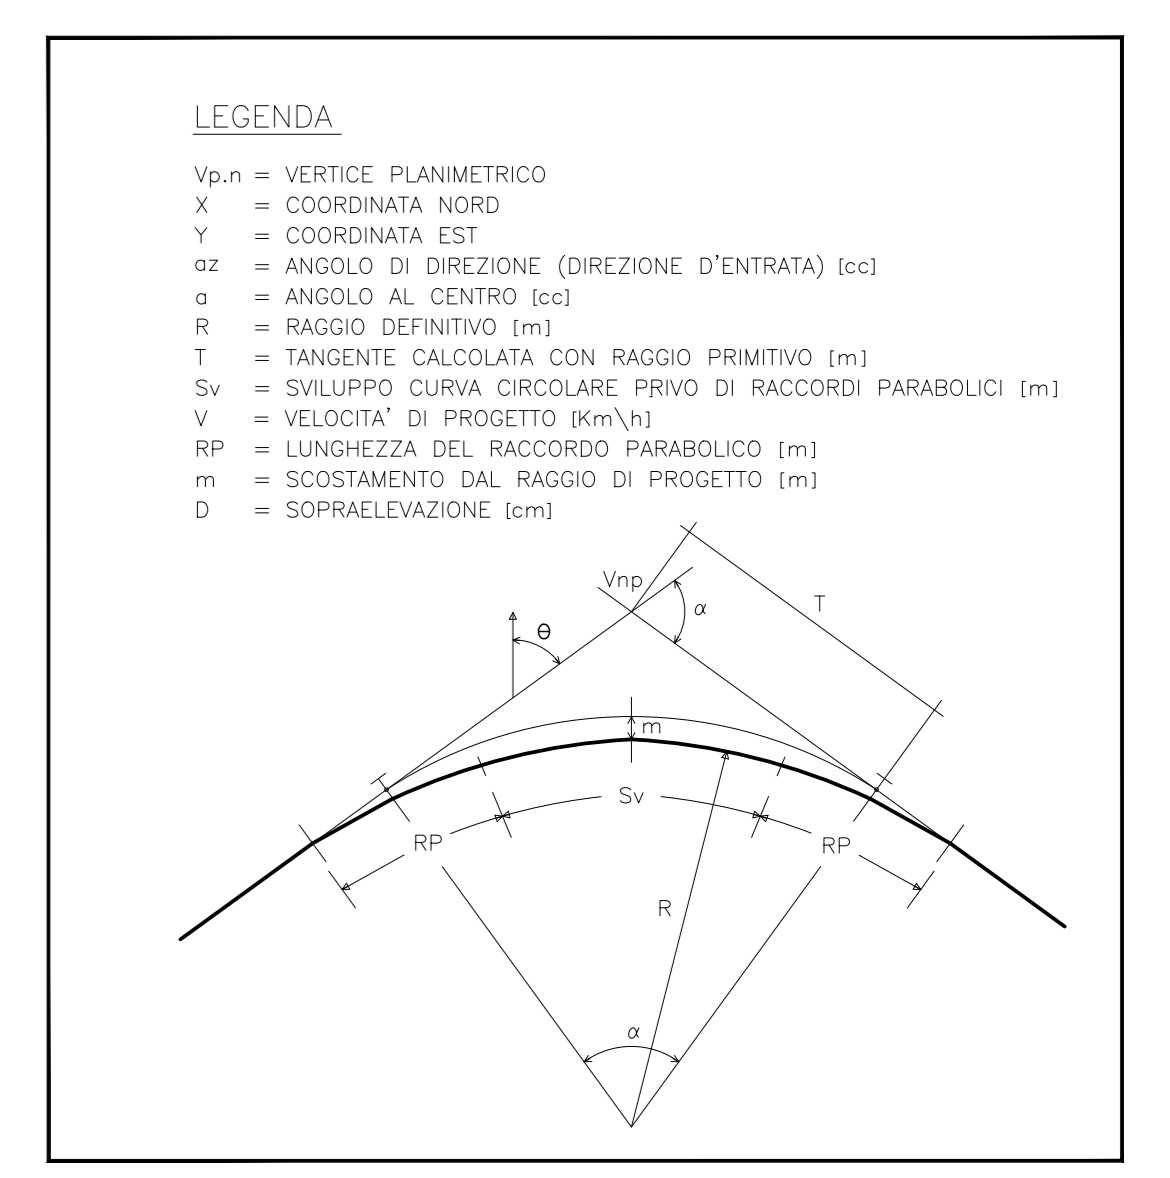 LEGENDA
Vp.n = VERTICE PLANIMETRICO
X = COORDINATA NORD
Y = COORDINATA EST
az = ANGOLO DI DIREZIONE (DIREZIONE D'ENTRATA) [cc]
a = ANGOLO AL CENTRO [cc]
R = RAGGIO DEFINITIVO [m]
T = TANGENTE CALCOLATA CON RAGGIO PRIMITIVO [m]
Sv = SVILUPPO CURVA CIRCOLARE PRIVO DI RACCORDI PARABOLICI [m]
V = VELOCITA' DI PROGETTO [Km\h]
RP = LUNGHEZZA DEL RACCORDO PARABOLICO [m]
m = SCOSTAMENTO DAL RAGGIO DI PROGETTO [m]
D = SOPRAELEVAZIONE [cm]
Vnp
T
α
θ
m
Sv
RP
RP
R
α